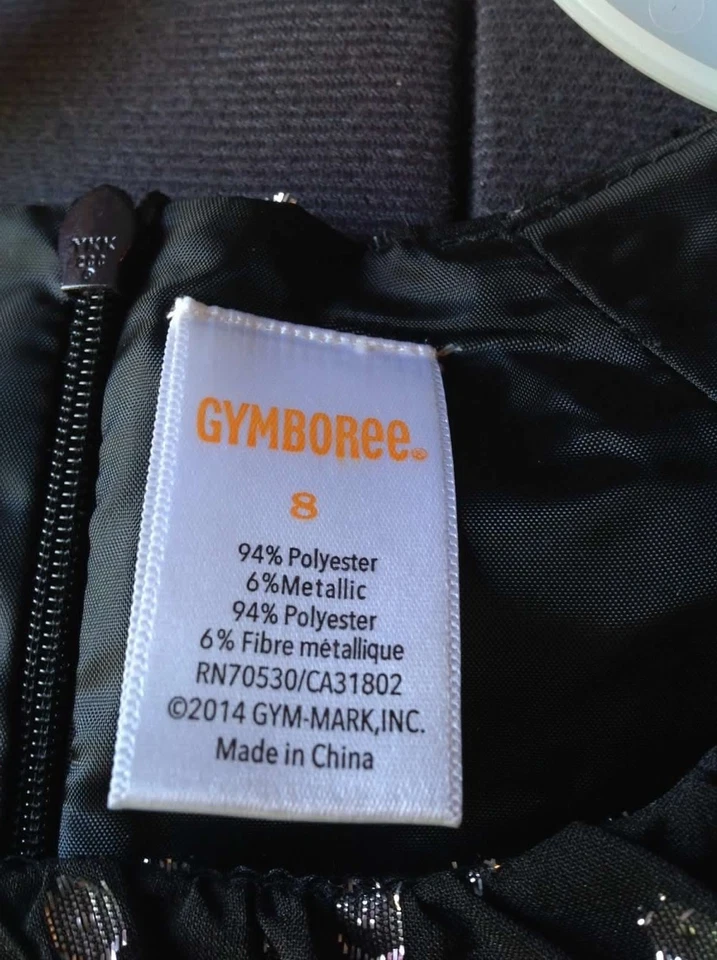 YKK
GYMBOREE®
8
94% Polyester
6%Metallic
94% Polyester
6% Fibre métallique
RN70530/CA31802
©2014 GYM-MARK,INC.
Made in China